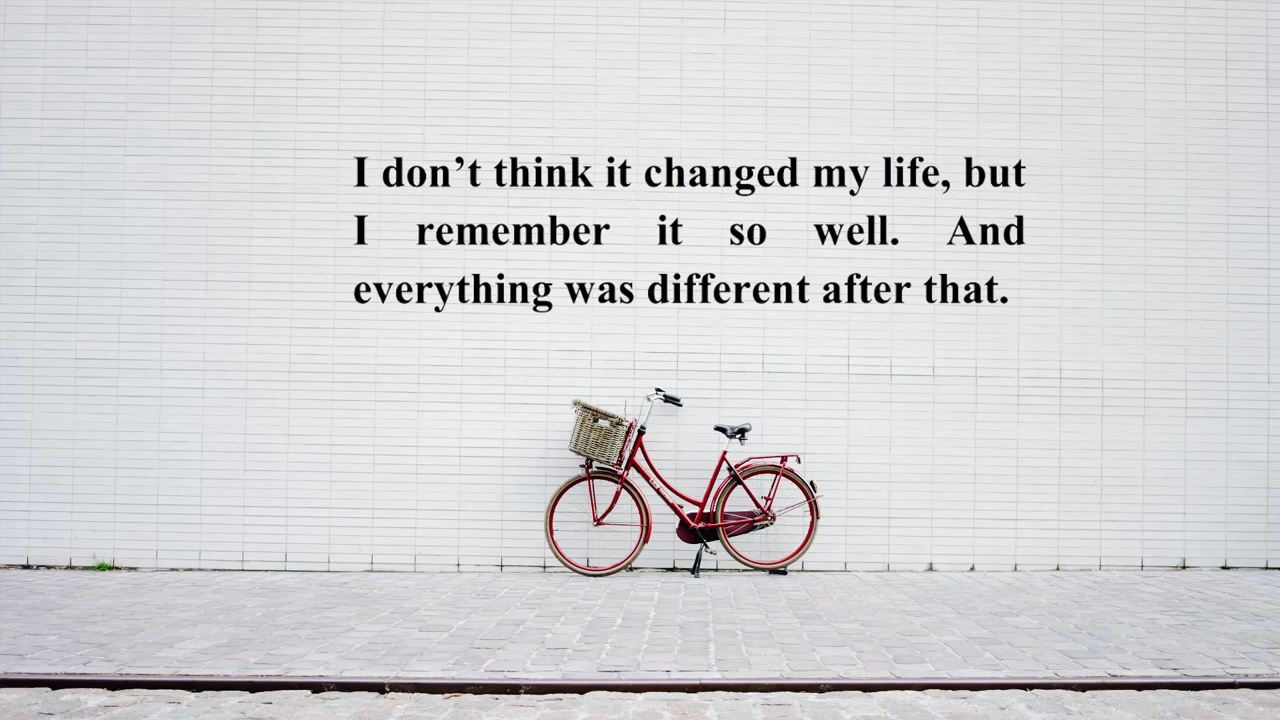 I don’t think it changed my life, but
I remember it so well. And
everything was different after that.